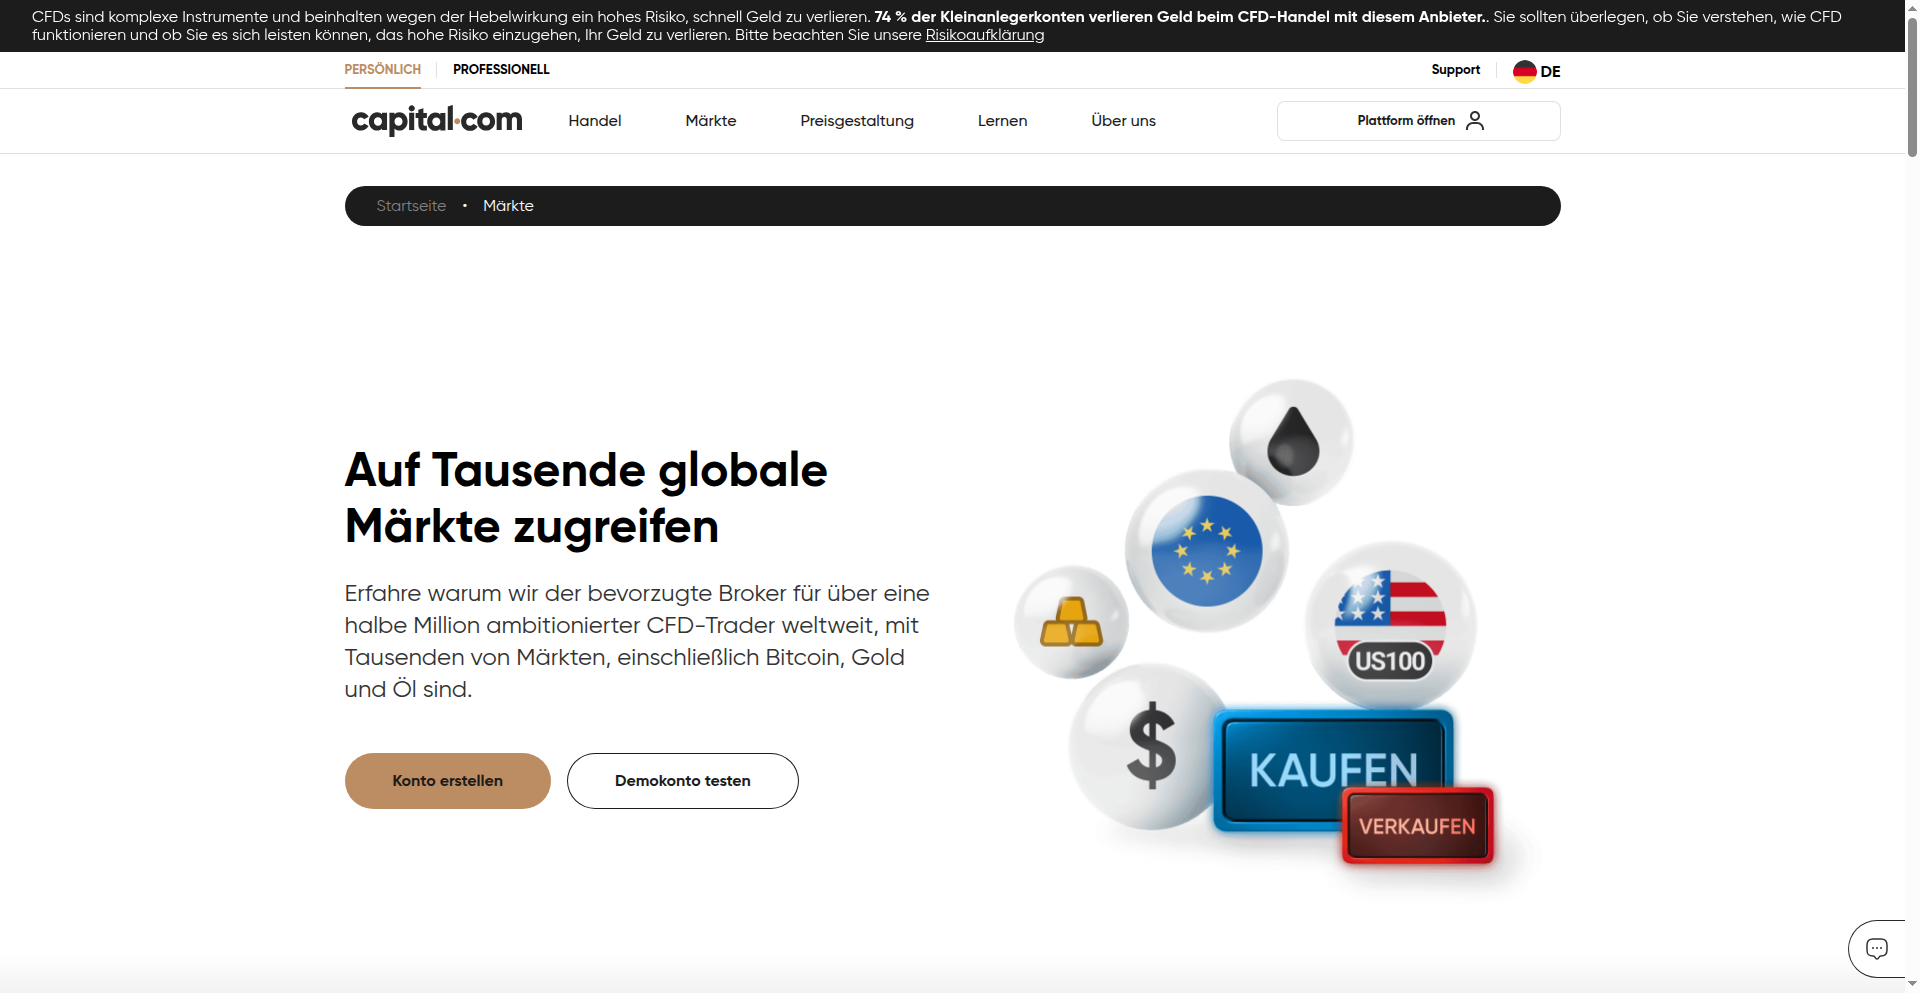 CFDs sind komplexe Instrumente und beinhalten wegen der Hebelwirkung ein hohes Risiko, schnell Geld zu verlieren. 74 % der Kleinanlegerkonten verlieren Geld beim CFD-Handel mit diesem Anbieter.. Sie sollten überlegen, ob Sie verstehen, wie CFD
funktionieren und ob Sie es sich leisten können, das hohe Risiko einzugehen, Ihr Geld zu verlieren. Bitte beachten Sie unsere Risikoaufklärung
PERSÖNLICH PROFESSIONELL Support DE
capital.com Handel Märkte Preisgestaltung Lernen Über uns Plattform öffnen
Startseite • Märkte
Auf Tausende globale
Märkte zugreifen
Erfahre warum wir der bevorzugte Broker für über eine
halbe Million ambitionierter CFD-Trader weltweit, mit
Tausenden von Märkten, einschließlich Bitcoin, Gold
und Öl sind.
Konto erstellen Demokonto testen
US100
$
KAUFEN
VERKAUFEN